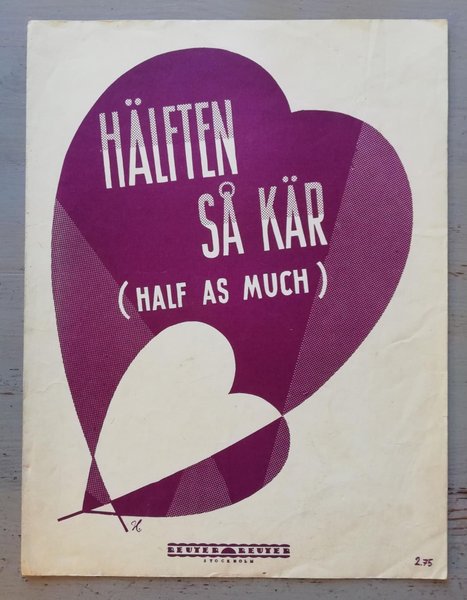 HÄLFTEN
SÅ KÄR
(HALF AS MUCH)
H
REUTER REUTER
STOCKHOLM
2.75